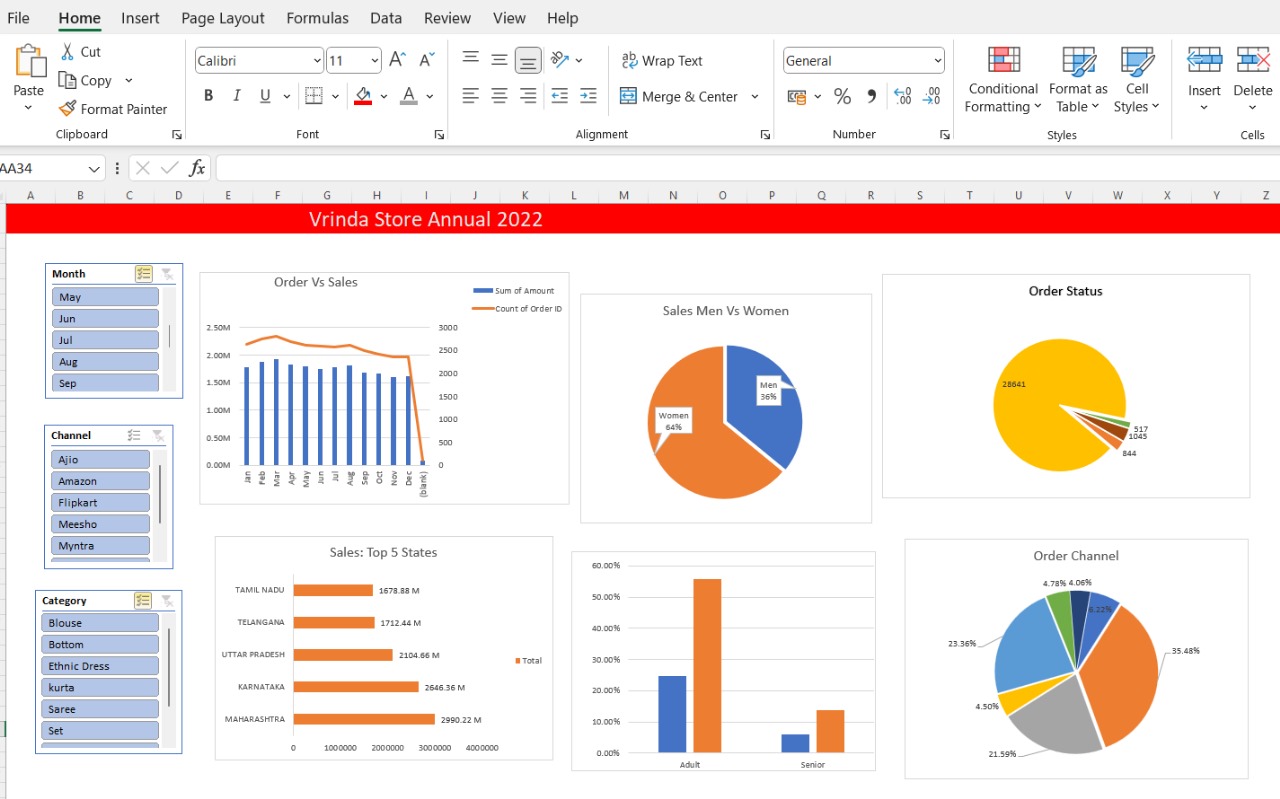 File Home Insert Page Layout Formulas Data Review View Help
Cut
Calibri 11 A^ Aˇ
Wrap Text
General
Copy
Paste
Format Painter
B I U
Merge & Center
% , .00
Conditional Formatting
Format as Table
Cell Styles
Insert Delete
Clipboard Font Alignment Number Styles Cells
AA34 fx
A B C D E F G H I J K L M N O P Q R S T U V W X Y Z
Vrinda Store Annual 2022
Month
May
Jun
Jul
Aug
Sep
Channel
Ajio
Amazon
Flipkart
Meesho
Myntra
Category
Blouse
Bottom
Ethnic Dress
kurta
Saree
Set
Order Vs Sales
Sum of Amount
Count of Order ID
2.50M 3000
2.00M 2500
1.50M 2000
1.00M 1500
0.50M 1000
0.00M 500
0
Jan Feb Mar Apr May Jun Jul Aug Sep Oct Nov Dec (blank)
Sales Men Vs Women
Men
36%
Women
64%
Order Status
28641
517
1045
844
Sales: Top 5 States
TAMIL NADU 1678.88 M
TELANGANA 1712.44 M
UTTAR PRADESH 2104.66 M
Total
KARNATAKA 2646.36 M
MAHARASHTRA 2990.22 M
0 1000000 2000000 3000000 4000000
60.00%
50.00%
40.00%
30.00%
20.00%
10.00%
0.00%
Adult Senior
Order Channel
4.78% 4.06%
23.36%
35.48%
4.50%
21.59%